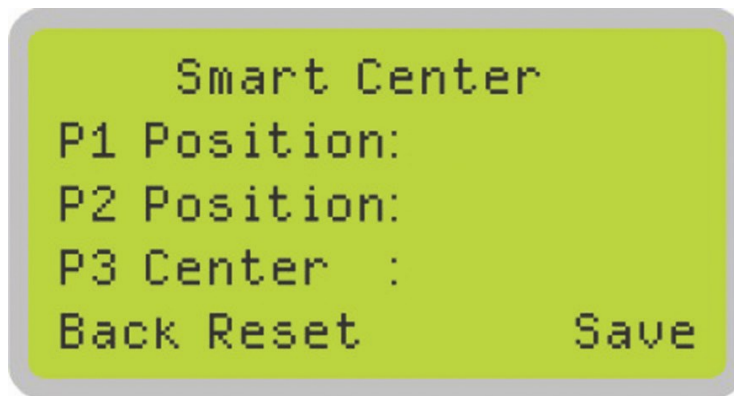 Smart Center
P1 Position:
P2 Position:
P3 Center :
Back Reset Save